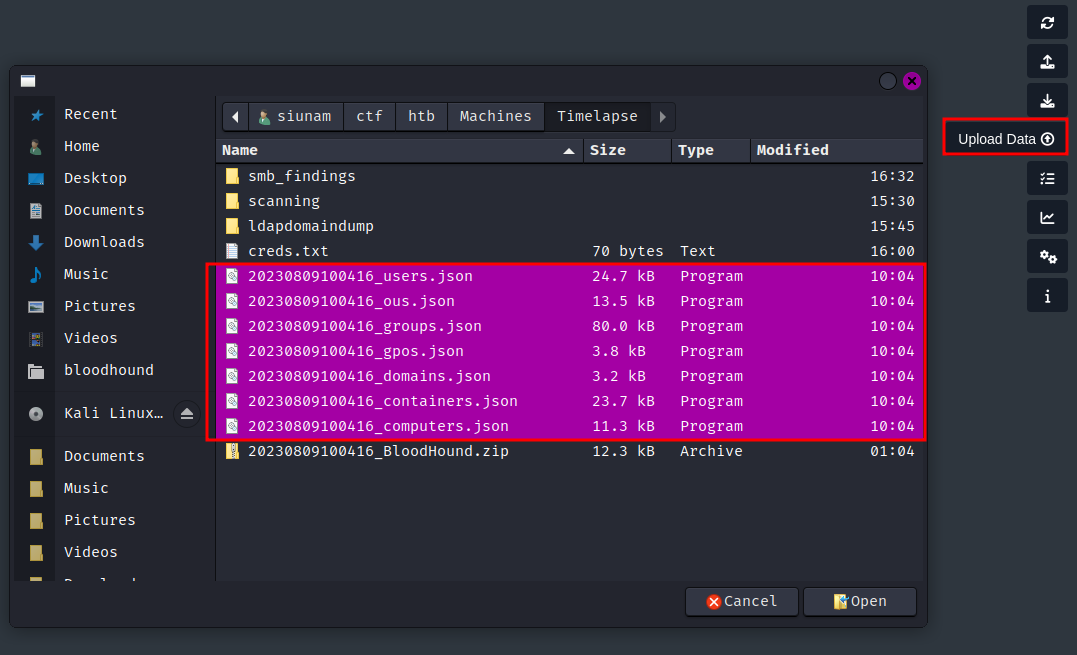 siunam ctf htb Machines Timelapse
Upload Data
Recent
Home
Desktop
Documents
Downloads
Music
Pictures
Videos
bloodhound
Kali Linux…
Documents
Music
Pictures
Videos
Name Size Type Modified
smb_findings 16:32
scanning 15:30
ldapdomaindump 15:45
creds.txt 70 bytes Text 16:00
20230809100416_users.json 24.7 kB Program 10:04
20230809100416_ous.json 13.5 kB Program 10:04
20230809100416_groups.json 80.0 kB Program 10:04
20230809100416_gpos.json 3.8 kB Program 10:04
20230809100416_domains.json 3.2 kB Program 10:04
20230809100416_containers.json 23.7 kB Program 10:04
20230809100416_computers.json 11.3 kB Program 10:04
20230809100416_BloodHound.zip 12.3 kB Archive 01:04
Cancel Open